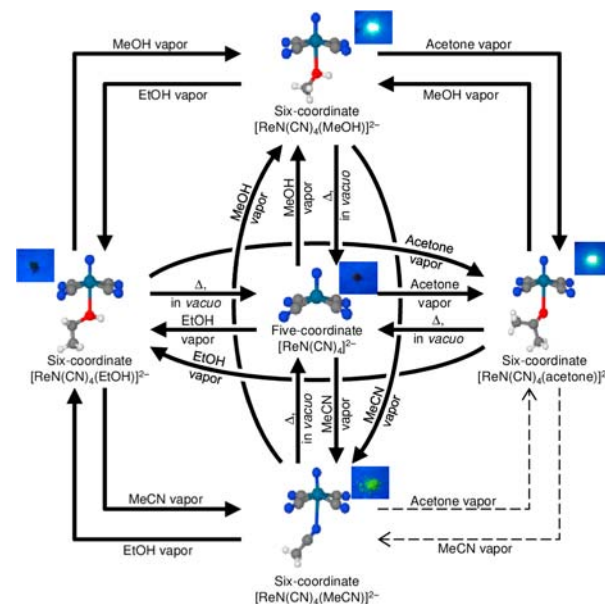 MeOH vapor
Acetone vapor
EtOH vapor
MeOH vapor
Six-coordinate
[ReN(CN)₄(MeOH)]²⁻
MeOH
vapor
MeOH
vapor
Δ,
in vacuo
Acetone
vapor
Δ,
in vacuo
Acetone
vapor
EtOH
vapor
Five-coordinate
[ReN(CN)₄]²⁻
Δ,
in vacuo
Six-coordinate
[ReN(CN)₄(EtOH)]²⁻
EtOH
vapor
Six-coordinate
[ReN(CN)₄(acetone)]²
Δ,
in vacuo
MeCN
vapor
MeCN
vapor
MeCN vapor
Acetone vapor
EtOH vapor
MeCN vapor
Six-coordinate
[ReN(CN)₄(MeCN)]²⁻